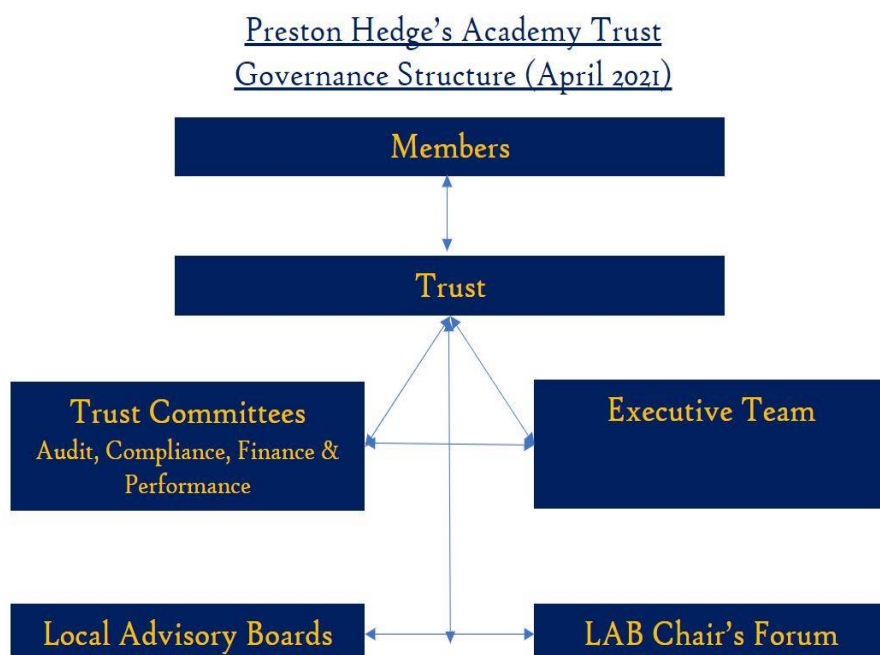 Preston Hedge's Academy Trust
Governance Structure (April 2021)
Members
Trust
Trust Committees
Audit, Compliance, Finance &
Performance
Executive Team
Local Advisory Boards
LAB Chair's Forum